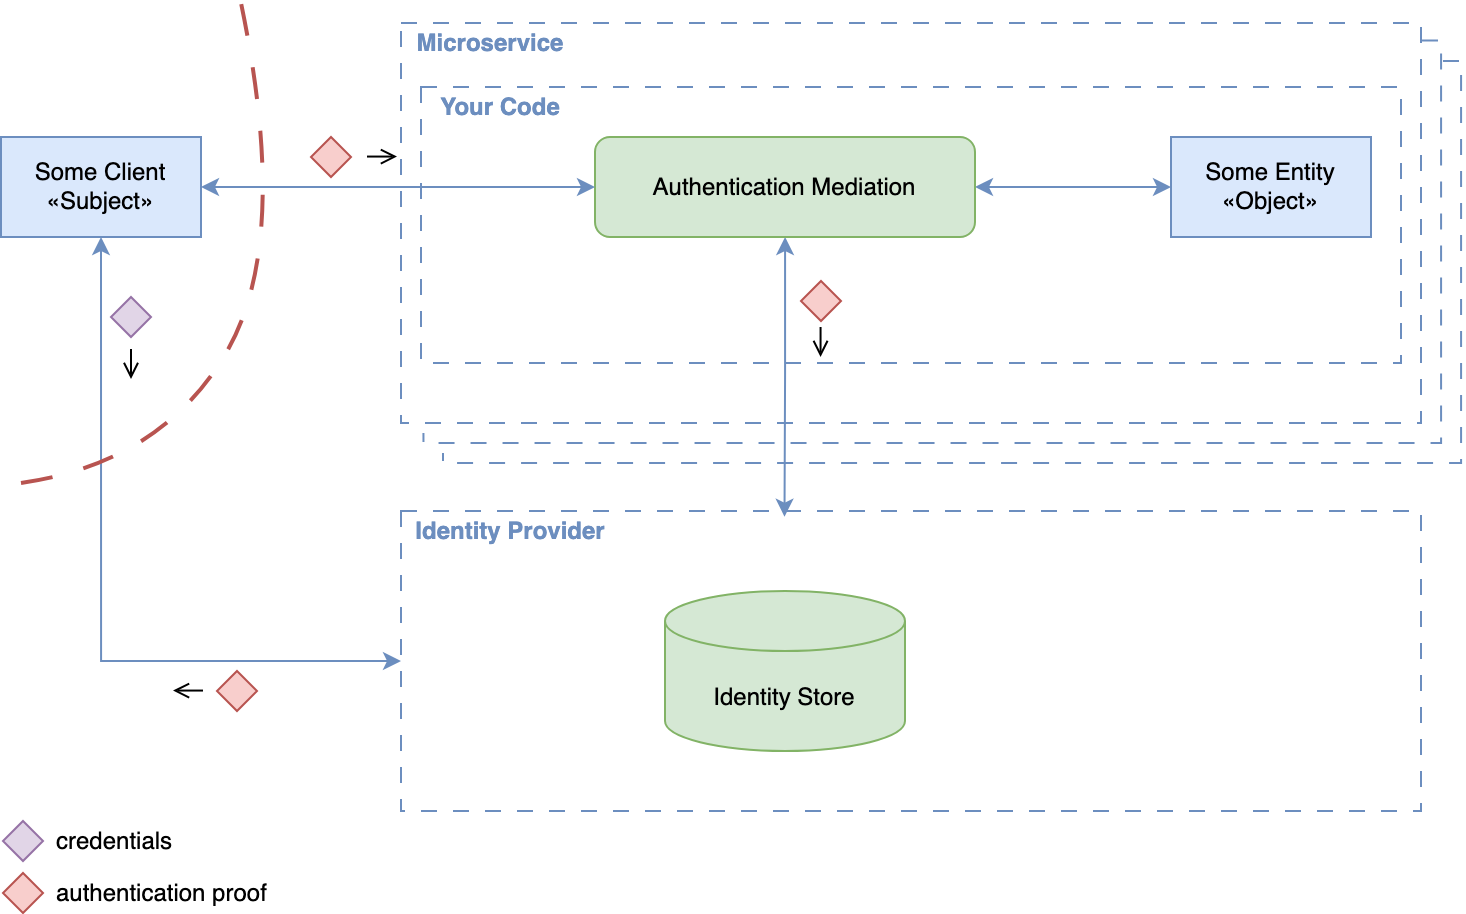 Microservice
Your Code
Some Client
«Subject»
Authentication Mediation
Some Entity
«Object»
Identity Provider
Identity Store
credentials
authentication proof